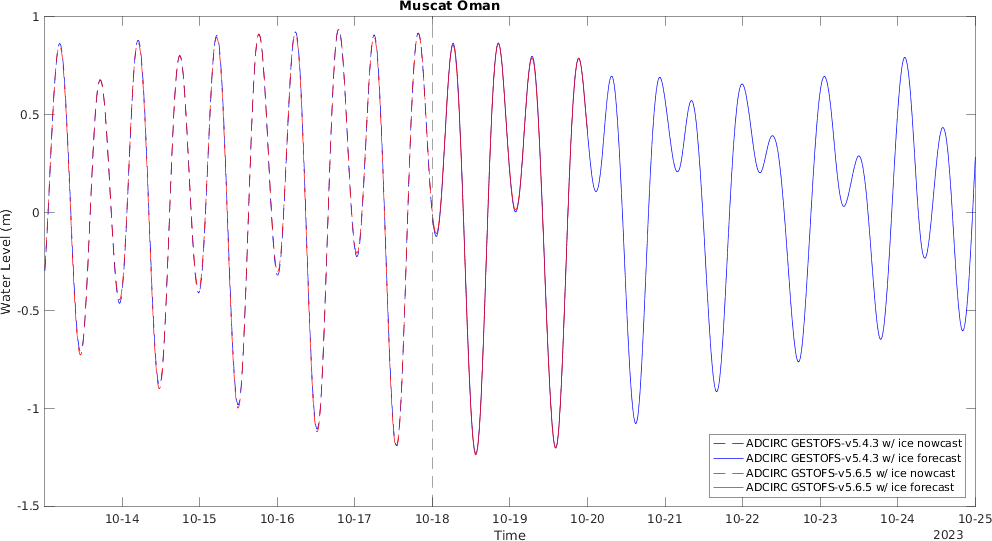 Muscat Oman
Water Level (m)
1
0.5
0
-0.5
-1
-1.5
ADCIRC GESTOFS-v5.4.3 w/ ice nowcast
ADCIRC GESTOFS-v5.4.3 w/ ice forecast
ADCIRC GSTOFS-v5.6.5 w/ ice nowcast
ADCIRC GSTOFS-v5.6.5 w/ ice forecast
10-14 10-15 10-16 10-17 10-18 10-19 10-20 10-21 10-22 10-23 10-24 10-25
Time
2023